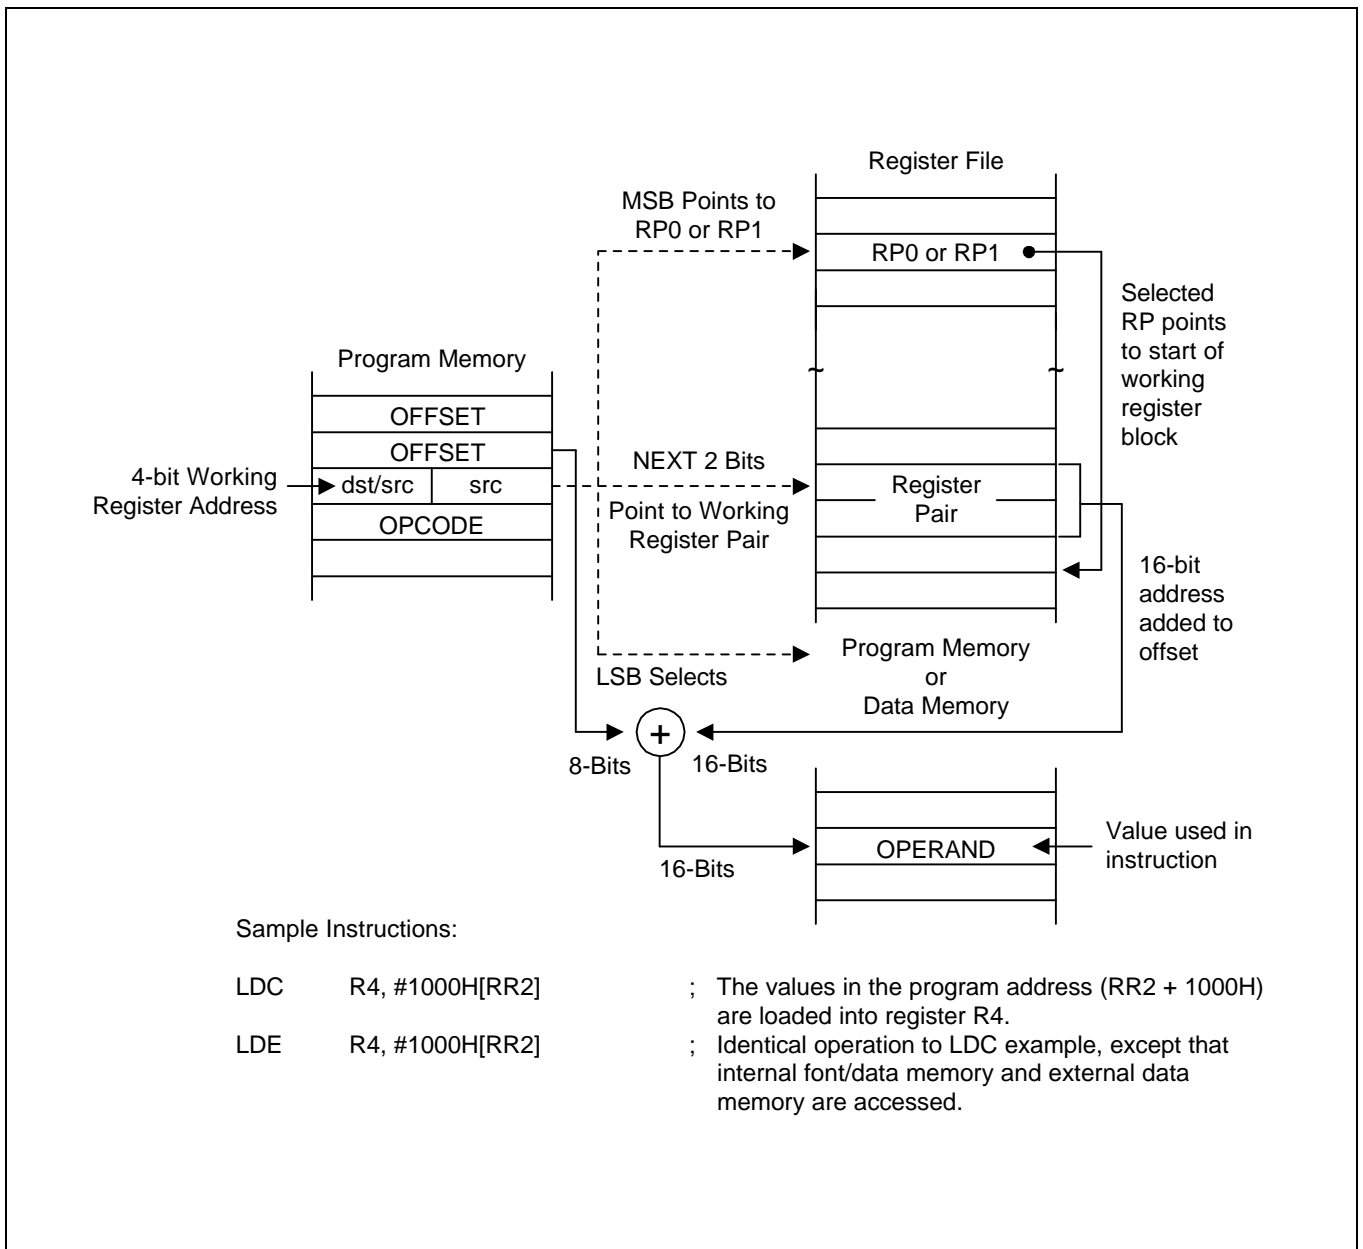 Register File
MSB Points to
RP0 or RP1
RP0 or RP1
Selected
RP points
to start of
working
register
block
Program Memory
OFFSET
OFFSET
4-bit Working
Register Address
dst/src src
OPCODE
NEXT 2 Bits
Point to Working
Register Pair
Register
Pair
16-bit
address
added to
offset
LSB Selects
Program Memory
or
Data Memory
+
8-Bits
16-Bits
16-Bits
OPERAND
Value used in
instruction
Sample Instructions:
LDC R4, #1000H[RR2] ; The values in the program address (RR2 + 1000H)
are loaded into register R4.
LDE R4, #1000H[RR2] ; Identical operation to LDC example, except that
internal font/data memory and external data
memory are accessed.